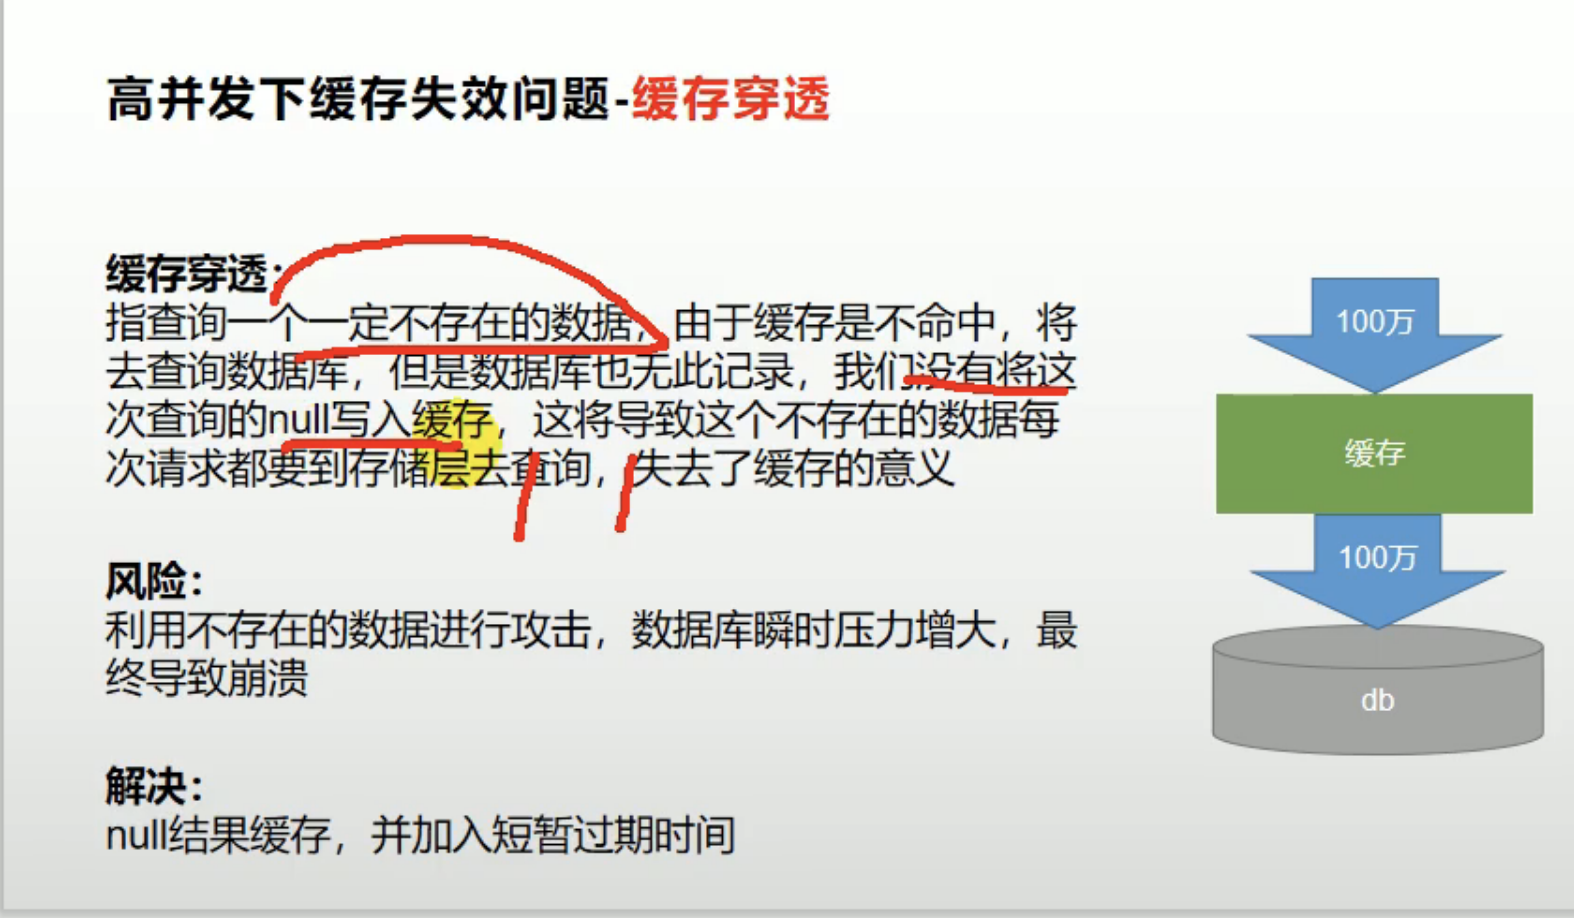 高并发下缓存失效问题-缓存穿透
缓存穿透：
指查询一个一定不存在的数据，由于缓存是不命中，将
去查询数据库，但是数据库也无此记录，我们没有将这
次查询的null写入缓存，这将导致这个不存在的数据每
次请求都要到存储层去查询，失去了缓存的意义
风险：
利用不存在的数据进行攻击，数据库瞬时压力增大，最
终导致崩溃
解决：
null结果缓存，并加入短暂过期时间
100万
缓存
100万
db